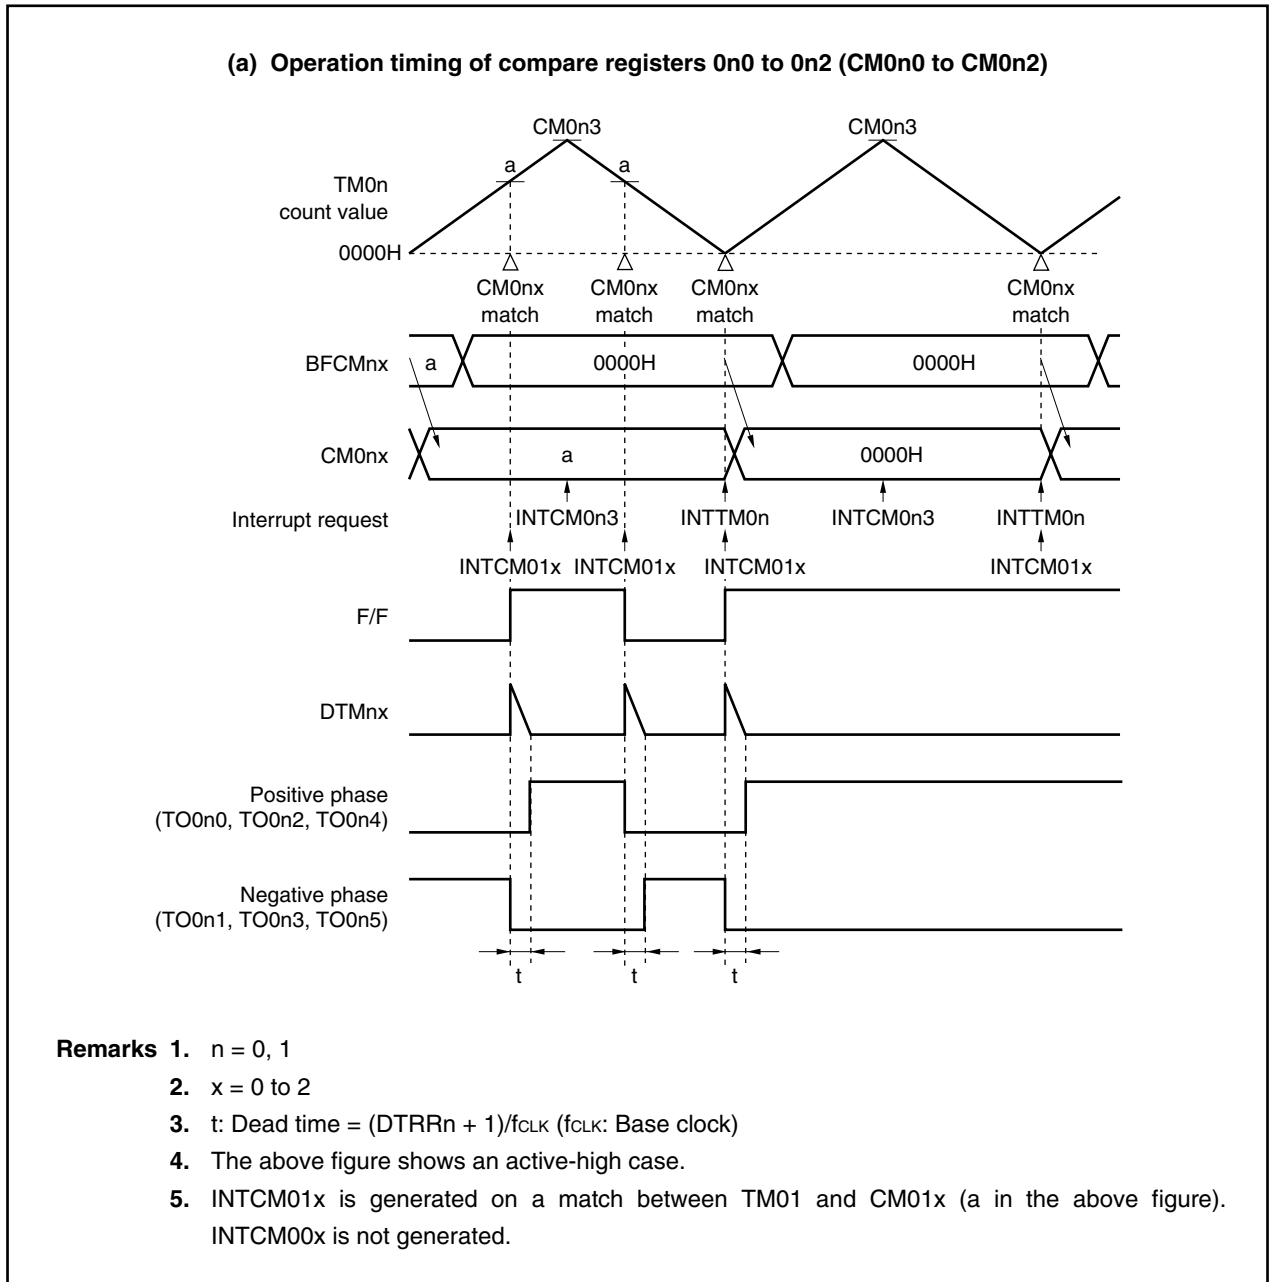 (a) Operation timing of compare registers 0n0 to 0n2 (CM0n0 to CM0n2)
CM0n3 CM0n3
a a
TM0n
count value
0000H
CM0nx CM0nx CM0nx CM0nx
match match match match
BFCMnx a 0000H 0000H
CM0nx a 0000H
Interrupt request INTCM0n3 INTTM0n INTCM0n3 INTTM0n
INTCM01x INTCM01x INTCM01x INTCM01x
F/F
DTMnx
Positive phase
(TO0n0, TO0n2, TO0n4)
Negative phase
(TO0n1, TO0n3, TO0n5)
t t t
Remarks 1. n = 0, 1
2. x = 0 to 2
3. t: Dead time = (DTRRn + 1)/fCLK (fCLK: Base clock)
4. The above figure shows an active-high case.
5. INTCM01x is generated on a match between TM01 and CM01x (a in the above figure).
INTCM00x is not generated.